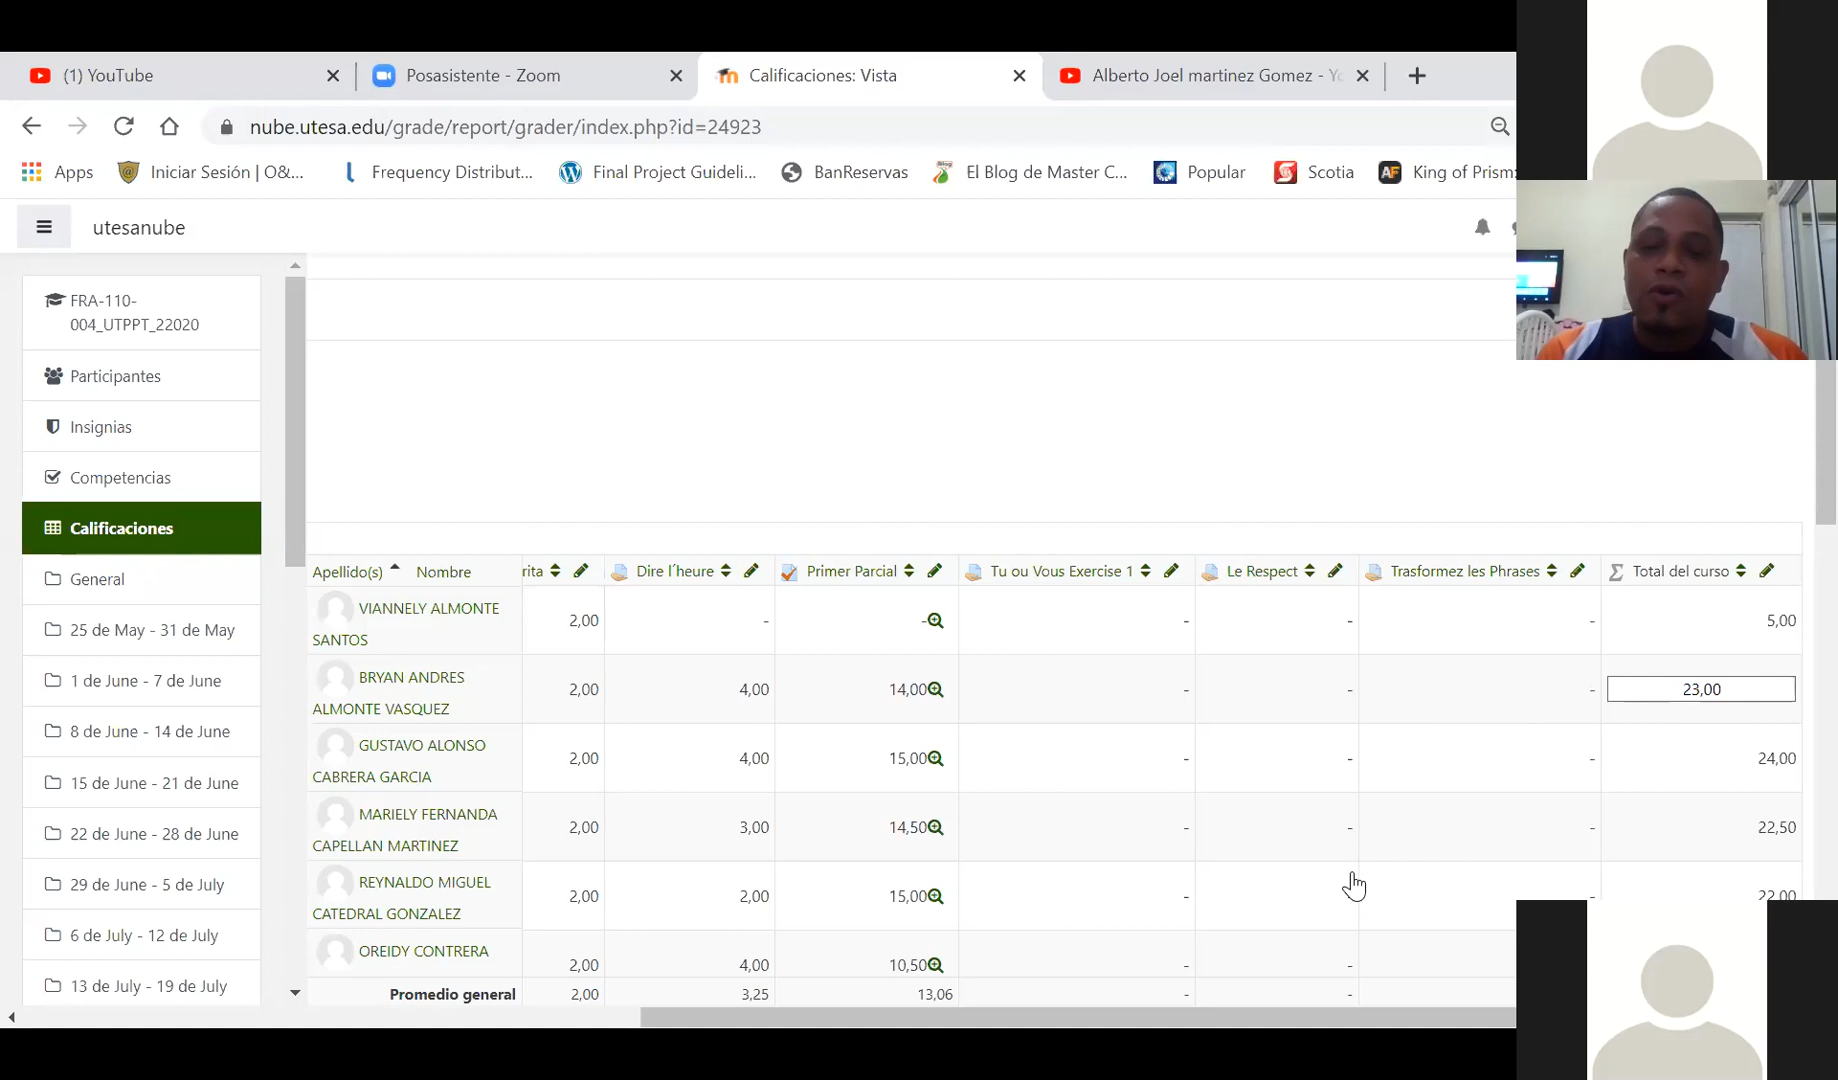 (1) YouTube
Posasistente - Zoom
Calificaciones: Vista
Alberto Joel martinez Gomez - Yo
nube.utesa.edu/grade/report/grader/index.php?id=24923
Apps
Iniciar Sesión | O&...
Frequency Distribut...
Final Project Guideli...
BanReservas
El Blog de Master C...
Popular
Scotia
King of Prism:
utesanube
FRA-110-
004_UTPPT_22020
Participantes
Insignias
Competencias
Calificaciones
General
25 de May - 31 de May
1 de June - 7 de June
8 de June - 14 de June
15 de June - 21 de June
22 de June - 28 de June
29 de June - 5 de July
6 de July - 12 de July
13 de July - 19 de July
Apellido(s) Nombre rita Dire l´heure Primer Parcial Tu ou Vous Exercise 1 Le Respect Trasformez les Phrases Total del curso
VIANNELY ALMONTE
SANTOS
2,00 - - - - - 5,00
BRYAN ANDRES
ALMONTE VASQUEZ
2,00 4,00 14,00 - - - 23,00
GUSTAVO ALONSO
CABRERA GARCIA
2,00 4,00 15,00 - - - 24,00
MARIELY FERNANDA
CAPELLAN MARTINEZ
2,00 3,00 14,50 - - - 22,50
REYNALDO MIGUEL
CATEDRAL GONZALEZ
2,00 2,00 15,00 - - - 22,00
OREIDY CONTRERA
2,00 4,00 10,50 - - -
Promedio general 2,00 3,25 13,06 - -